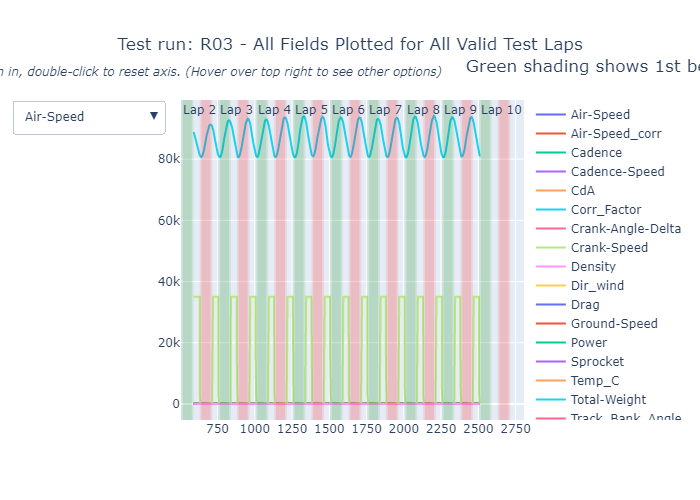 Test run: R03 - All Fields Plotted for All Valid Test Laps
in, double-click to reset axis. (Hover over top right to see other options)
Green shading shows 1st
Air-Speed ▼
Lap 2 Lap 3 Lap 4 Lap 5 Lap 6 Lap 7 Lap 8 Lap 9 Lap 10
80k
60k
40k
20k
0
750 1000 1250 1500 1750 2000 2250 2500 2750
Air-Speed
Air-Speed_corr
Cadence
Cadence-Speed
CdA
Corr_Factor
Crank-Angle-Delta
Crank-Speed
Density
Dir_wind
Drag
Ground-Speed
Power
Sprocket
Temp_C
Total-Weight
Track_Bank_Angle